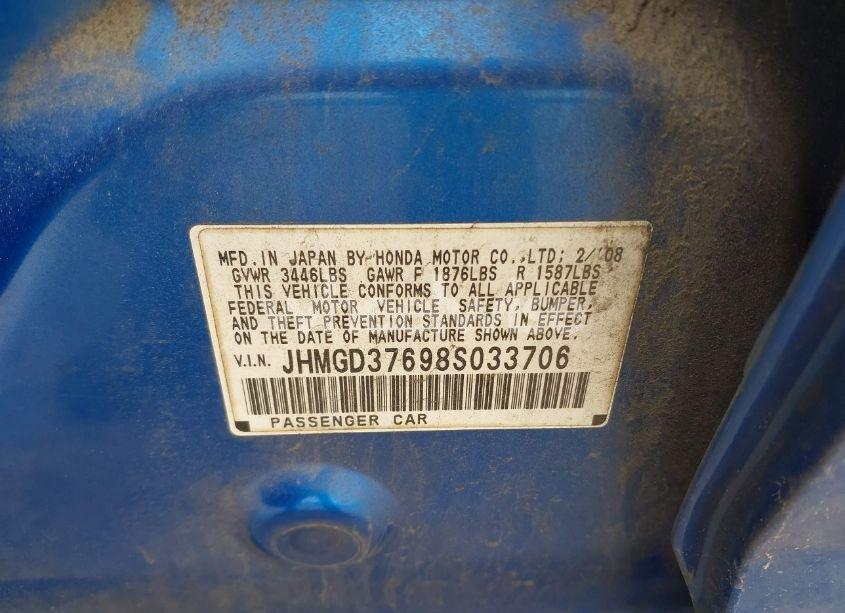 MFD. IN JAPAN BY HONDA MOTOR CO., LTD; 2/'08
GVWR 3446LBS GAWR F 1876LBS R 1587LBS
THIS VEHICLE CONFORMS TO ALL APPLICABLE
FEDERAL MOTOR VEHICLE SAFETY, BUMPER,
AND THEFT PREVENTION STANDARDS IN EFFECT
ON THE DATE OF MANUFACTURE SHOWN ABOVE.
V.I.N. JHMGD37698S033706
PASSENGER CAR